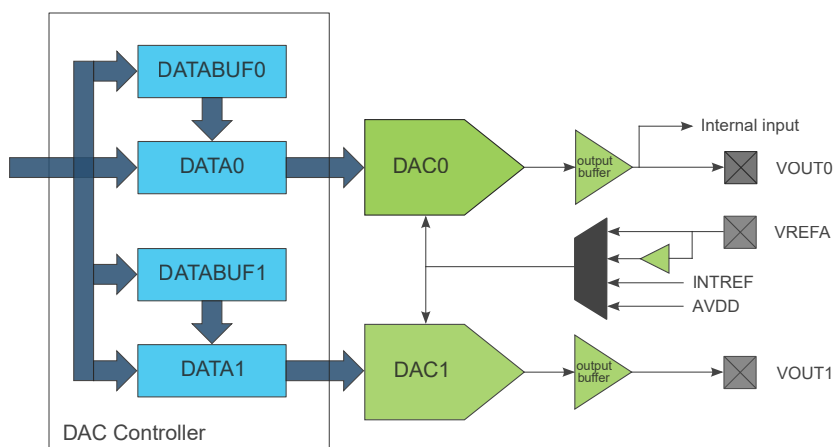 DATABUF0
DATA0
DAC0
output
buffer
Internal input
VOUT0
VREFA
DATABUF1
INTREF
AVDD
DATA1
DAC1
output
buffer
VOUT1
DAC Controller